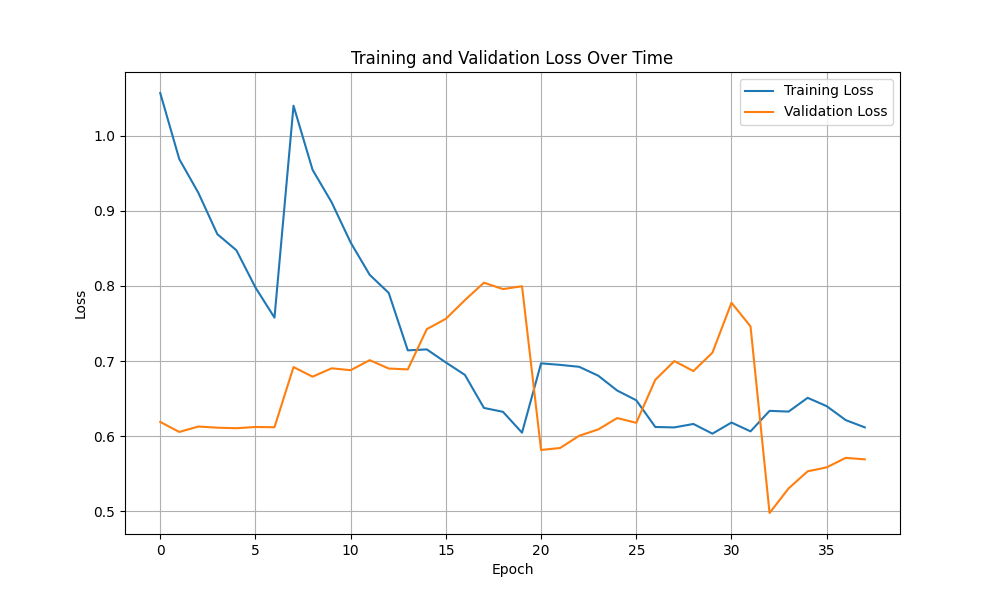 Training and Validation Loss Over Time
Training Loss
Validation Loss
1.0
0.9
0.8
0.7
0.6
0.5
Loss
0 5 10 15 20 25 30 35
Epoch